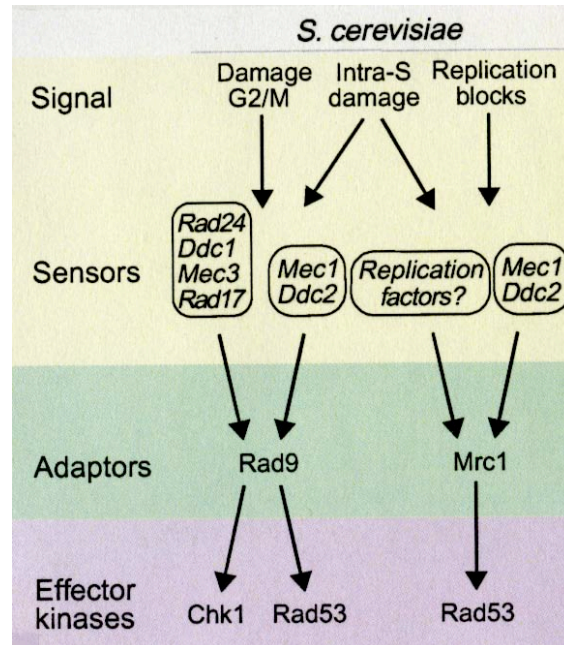 S. cerevisiae
Signal
Damage
G2/M
Intra-S
damage
Replication
blocks
Sensors
Rad24
Ddc1
Mec3
Rad17
Mec1
Ddc2
Replication
factors?
Mec1
Ddc2
Adaptors
Rad9
Mrc1
Effector
kinases
Chk1
Rad53
Rad53